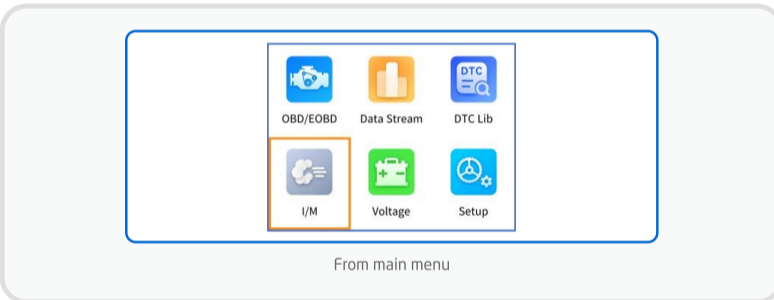 DTC
OBD/EOBD Data Stream DTC Lib
I/M Voltage Setup
From main menu